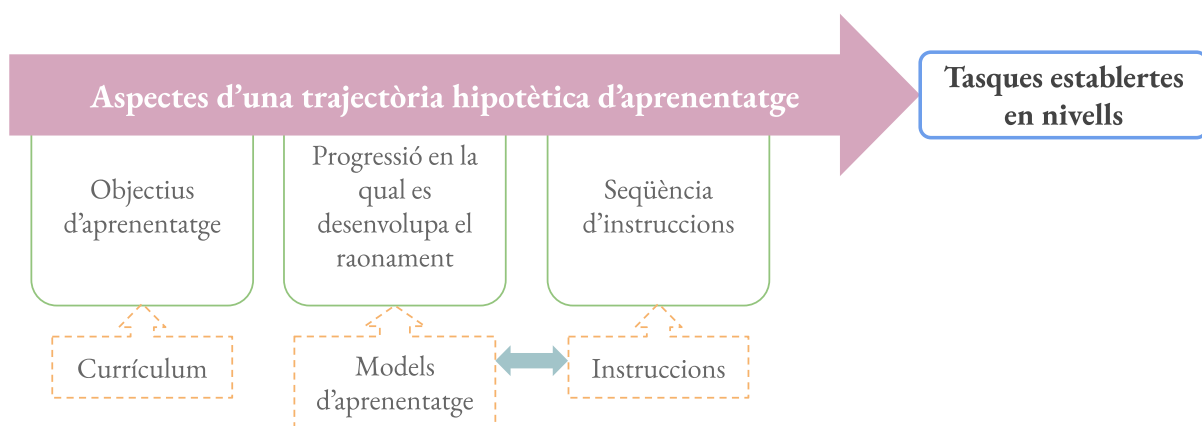 Aspectes d’una trajectòria hipotètica d’aprenentatge
Tasques establertes
en nivells
Objectius
d’aprenentatge
Progressió en la
qual es
desenvolupa el
raonament
Seqüència
d’instruccions
Currículum
Models
d’aprenentatge
Instruccions